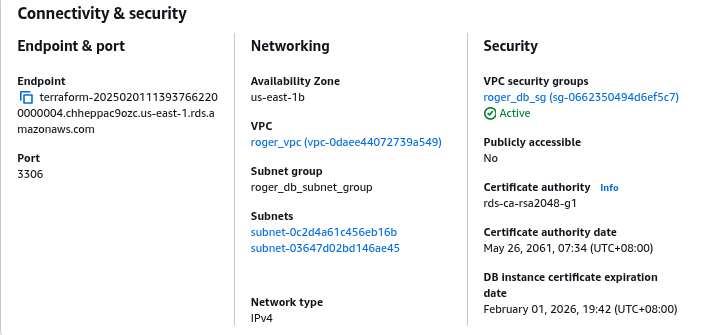 Connectivity & security
Endpoint & port
Endpoint
terraform-2025020111393766220
0000004.chheppac9ozc.us-east-1.rds.a
mazonaws.com
Port
3306
Networking
Availability Zone
us-east-1b
VPC
roger_vpc (vpc-0daee44072739a549)
Subnet group
roger_db_subnet_group
Subnets
subnet-0c2d4a61c456eb16b
subnet-03647d02bd146ae45
Network type
IPv4
Security
VPC security groups
roger_db_sg (sg-0662350494d6ef5c7)
Active
Publicly accessible
No
Certificate authority Info
rds-ca-rsa2048-g1
Certificate authority date
May 26, 2061, 07:34 (UTC+08:00)
DB instance certificate expiration
date
February 01, 2026, 19:42 (UTC+08:00)